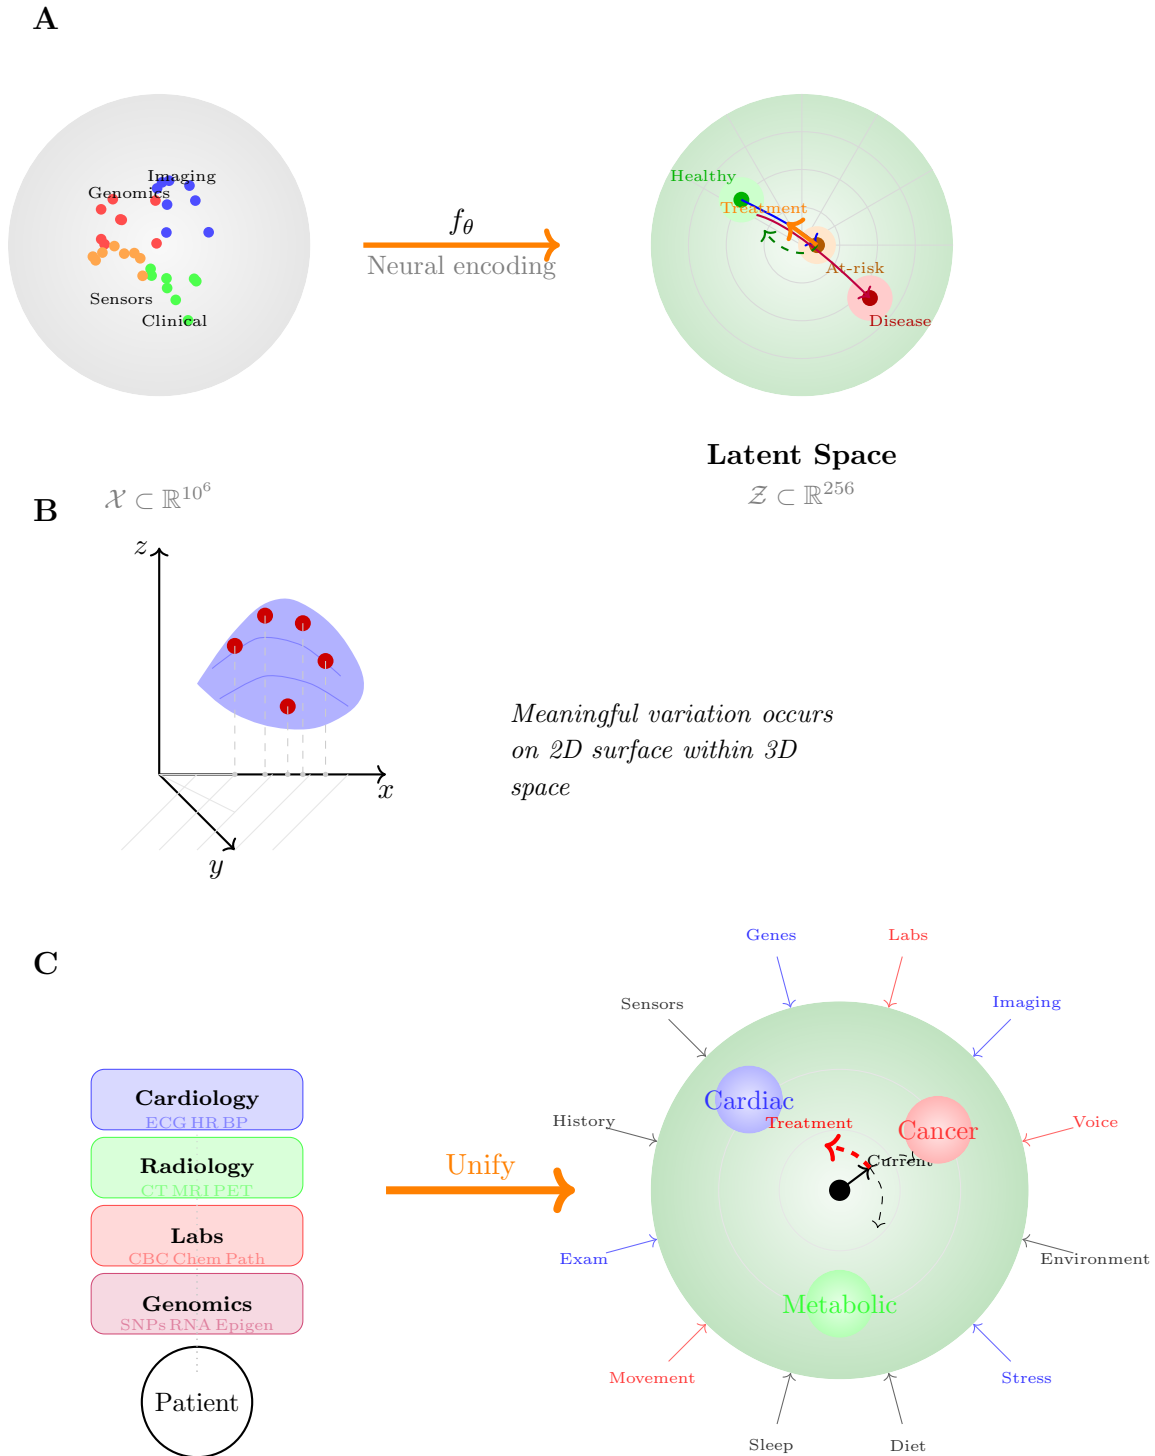 A
Imaging
Genomics
Sensors
Clinical
f_θ
Neural encoding
Healthy
Treatment
At-risk
Disease
Latent Space
𝒳 ⊂ ℝ^{10^6}
𝒵 ⊂ ℝ^{256}
B
z
x
y
Meaningful variation occurs
on 2D surface within 3D
space
C
Cardiology
ECG HR BP
Radiology
CT MRI PET
Labs
CBC Chem Path
Genomics
SNPs RNA Epigen
Patient
Unify
Genes
Labs
Sensors
Imaging
History
Voice
Cardiac
Treatment
Cancer
Current
Exam
Environment
Metabolic
Movement
Stress
Sleep
Diet